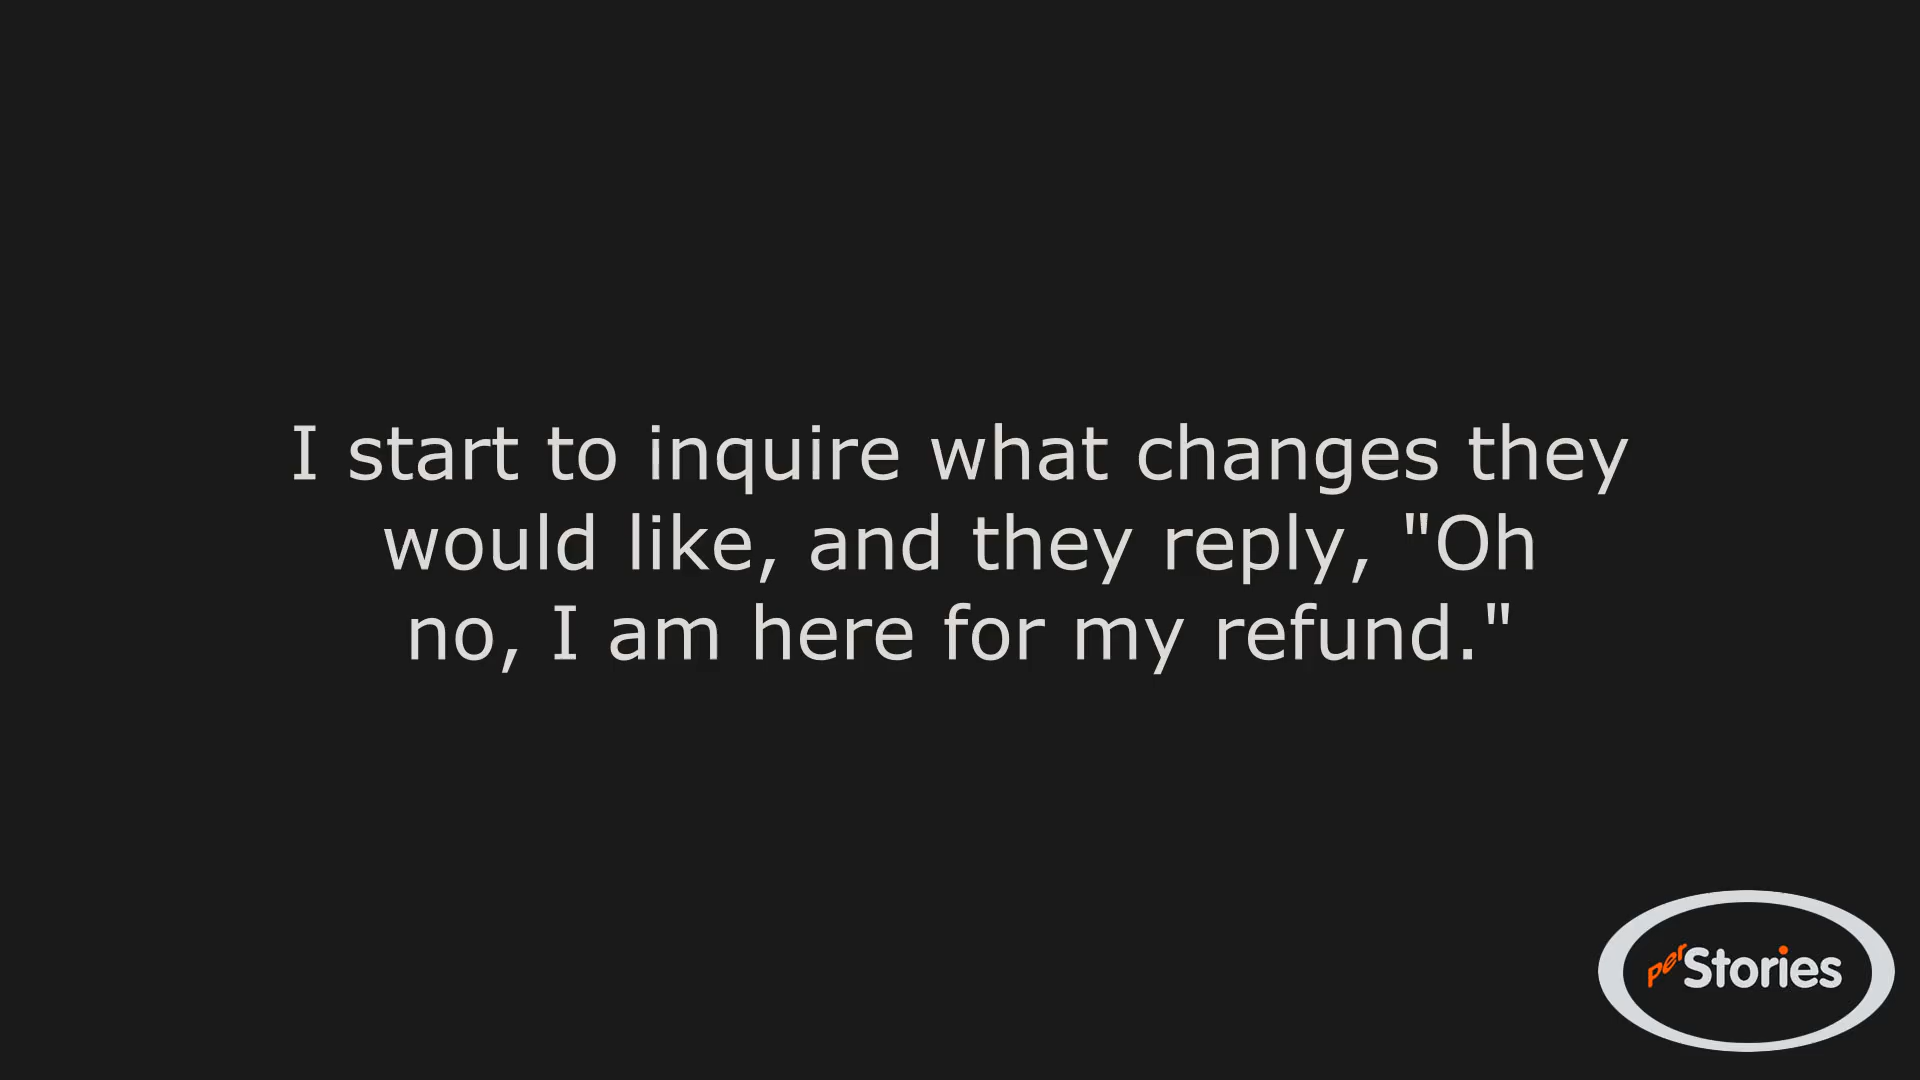 I start to inquire what changes they
would like, and they reply, "Oh
no, I am here for my refund."
perStories